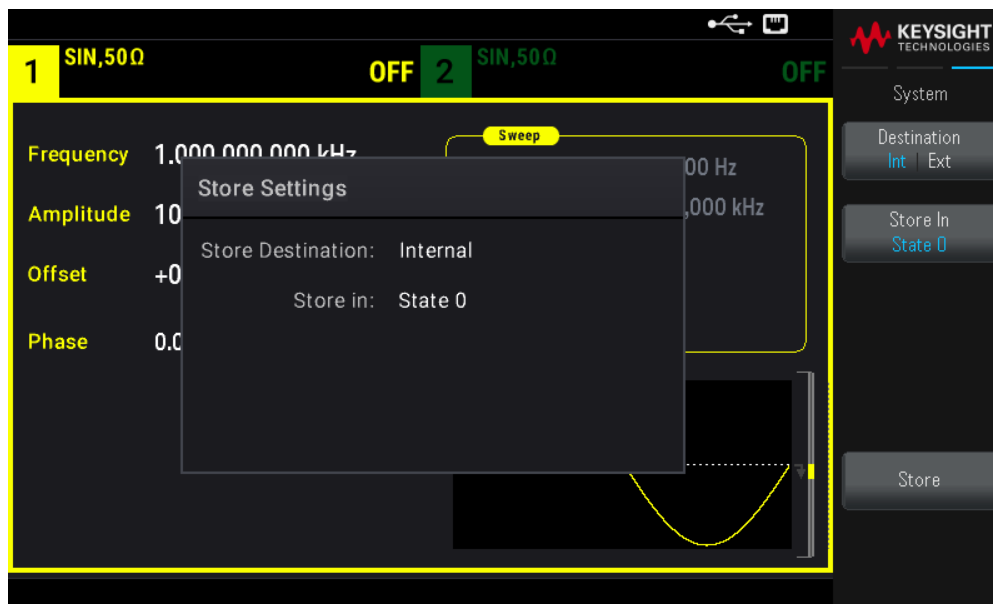 1 SIN,50Ω OFF 2 SIN,50Ω OFF
KEYSIGHT
TECHNOLOGIES
System
Sweep
Frequency 1.000,000,000 kHz
00 Hz
Amplitude 10
,000 kHz
Offset +0
Phase 0.0
Store Settings
Store Destination: Internal
Store in: State 0
Destination
Int | Ext
Store In
State 0
Store